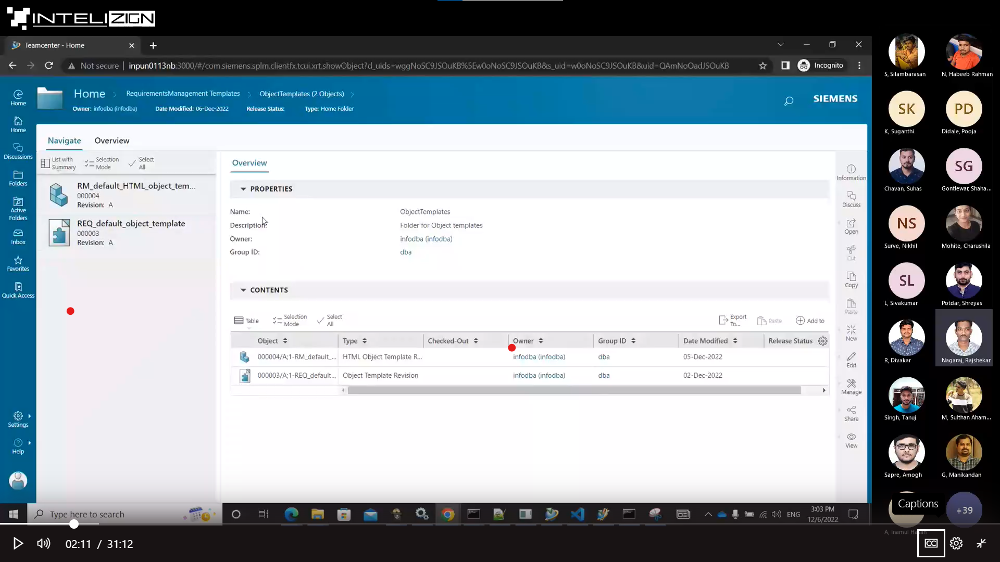 INTELIZIGN
Teamcenter - Home
Not secure | inpun0113nb:3000/#/com.siemens.splm.clientfx.tcui.xrt.showObject?d_uids=wggNoSC9JSOuKB%5Ew0oNoSC9JSOuKB&s_uid=w0oNoSC9JSOuKB&uid=QAmNoOadJSOuKB
Incognito
Home
RequirementsManagement Templates
ObjectTemplates (2 Objects)
Owner: infodba (infodba)
Date Modified: 06-Dec-2022
Release Status:
Type: Home Folder
SIEMENS
Home
Home
Discussions
Folders
Active
Folders
Inbox
Favorites
Quick Access
Settings
Help
Navigate
Overview
List with
Summary
Selection
Mode
Select
All
RM_default_HTML_object_tem...
000004
Revision: A
REQ_default_object_template
000003
Revision: A
Overview
PROPERTIES
Name: ObjectTemplates
Description: Folder for Object templates
Owner: infodba (infodba)
Group ID: dba
CONTENTS
Table
Selection
Mode
Select
All
Export
To...
Paste
Add to
Object Type Checked-Out Owner Group ID Date Modified Release Status
000004/A;1-RM_default_... HTML Object Template R... infodba (infodba) dba 05-Dec-2022
000003/A;1-REQ_default... Object Template Revision infodba (infodba) dba 02-Dec-2022
Information
Discuss
Open
Cut
Copy
Paste
New
Edit
Manage
Share
View
S, Silambarasan
N, Habeeb Rahman
SK
K, Suganthi
PD
Didale, Pooja
Chavan, Suhas
SG
Gontlewar, Shaha...
NS
Surve, Nikhil
Mohite, Charushila
SL
L, Sivakumar
Potdar, Shreyas
R, Divakar
Nagaraj, Rajshekar
Singh, Tanuj
M, Sulthan Aham...
Sapre, Amogh
G, Manikandan
Captions
+39
A, Inamul Hasan
Type here to search
ENG
3:03 PM
12/6/2022
02:11 / 31:12
CC